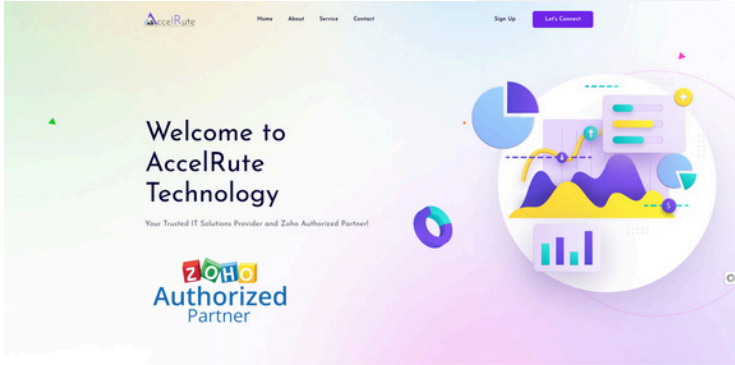 AccelRute
Home About Service Contact
Sign Up
Let's Connect
Welcome to
AccelRute
Technology
Your Trusted IT Solutions Provider and Zoho Authorized Partner!
ZOHO
Authorized
Partner
$